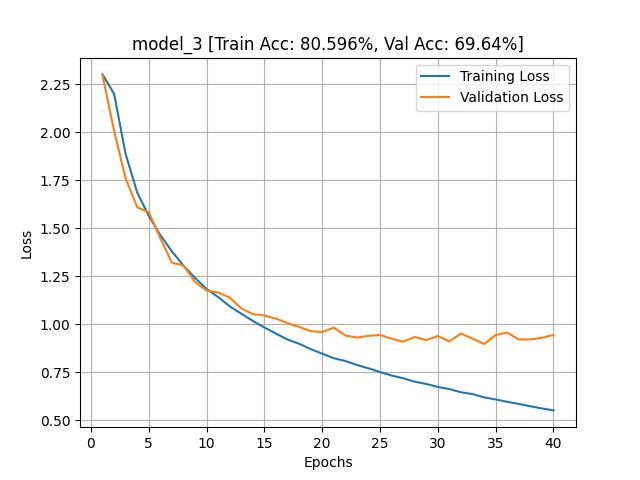 model_3 [Train Acc: 80.596%, Val Acc: 69.64%]
Training Loss
Validation Loss
2.25
2.00
1.75
1.50
1.25
1.00
0.75
0.50
Loss
0 5 10 15 20 25 30 35 40
Epochs